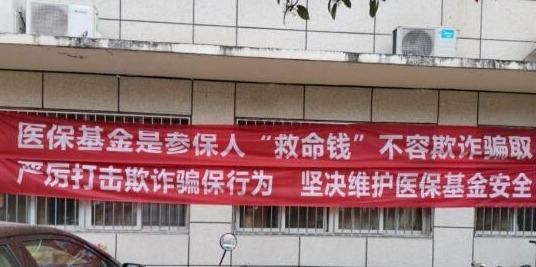 医保基金是参保人“救命钱”不容欺诈骗取
严厉打击欺诈骗保行为 坚决维护医保基金安全